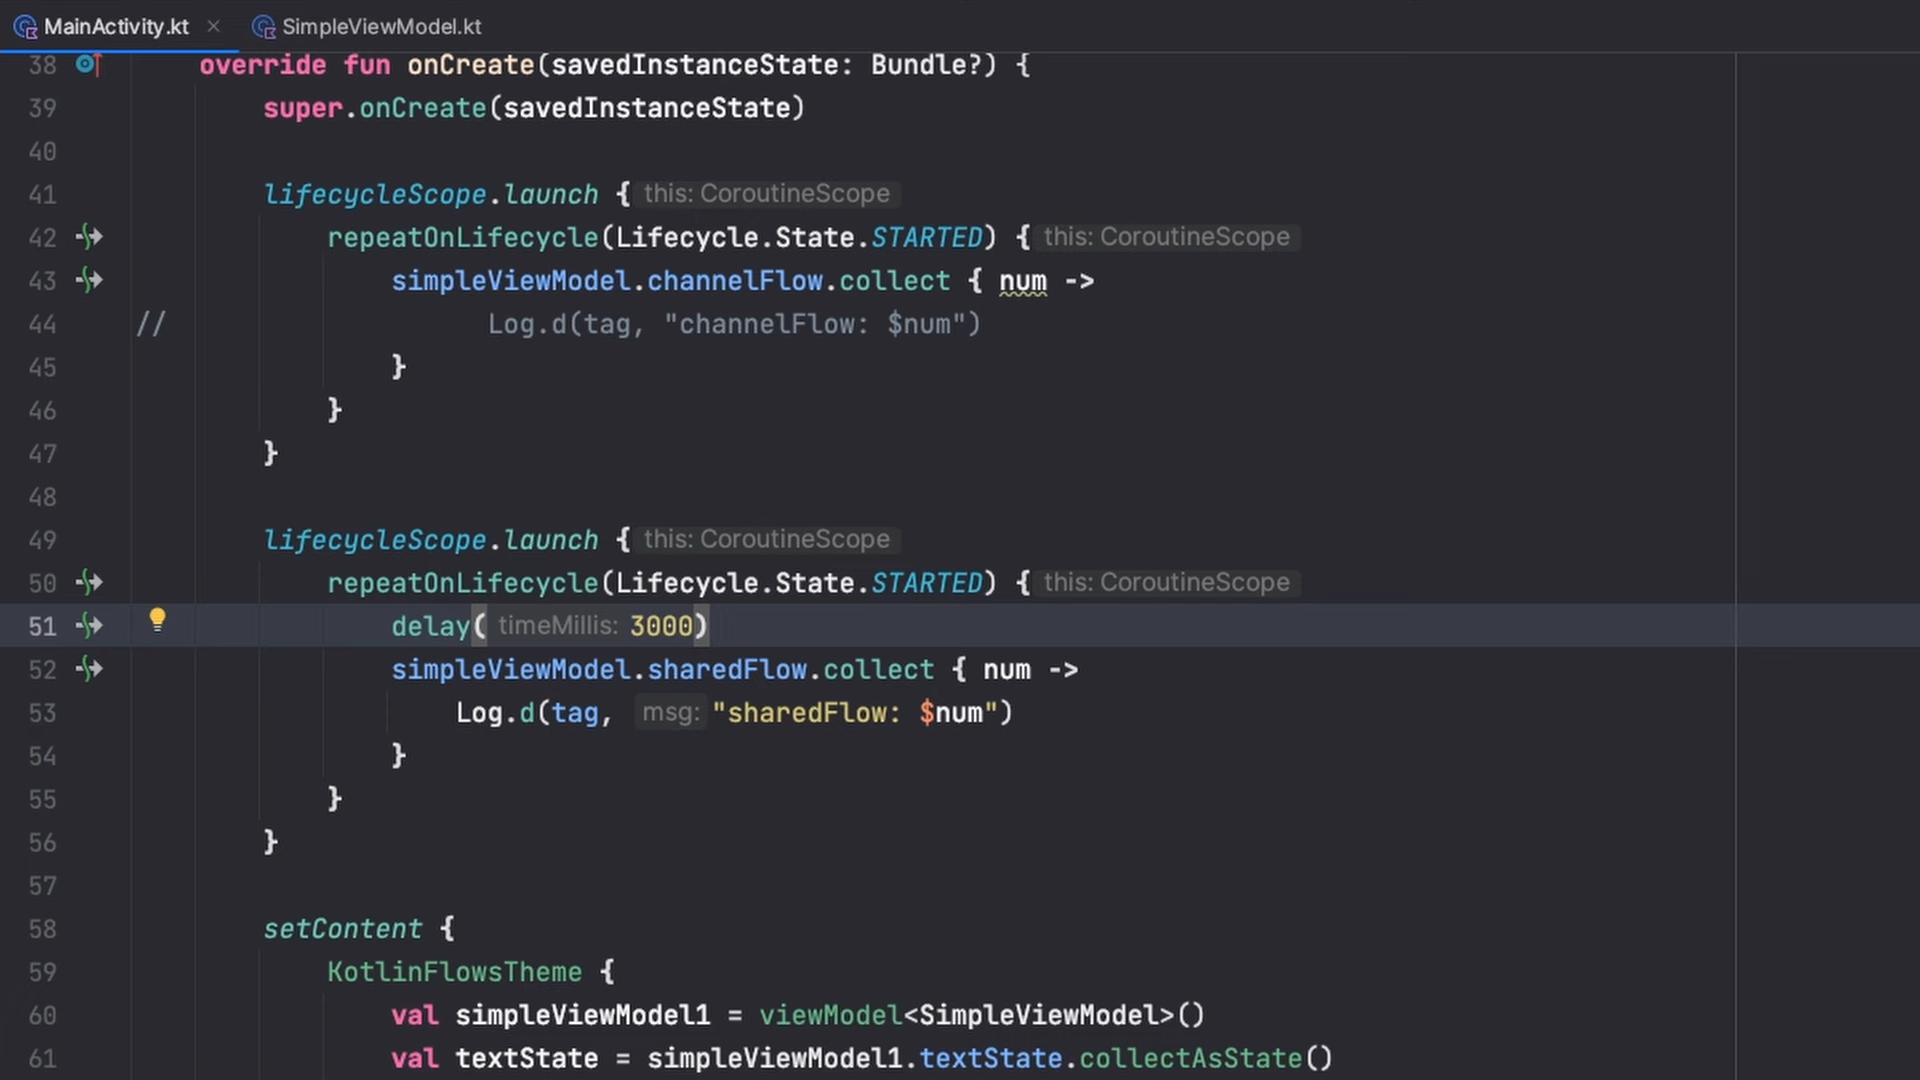 MainActivity.kt
SimpleViewModel.kt
38 override fun onCreate(savedInstanceState: Bundle?) {
39 super.onCreate(savedInstanceState)
40
41 lifecycleScope.launch { this: CoroutineScope
42 repeatOnLifecycle(Lifecycle.State.STARTED) { this: CoroutineScope
43 simpleViewModel.channelFlow.collect { num ->
44 // Log.d(tag, "channelFlow: $num")
45 }
46 }
47 }
48
49 lifecycleScope.launch { this: CoroutineScope
50 repeatOnLifecycle(Lifecycle.State.STARTED) { this: CoroutineScope
51 delay( timeMillis: 3000)
52 simpleViewModel.sharedFlow.collect { num ->
53 Log.d(tag, msg: "sharedFlow: $num")
54 }
55 }
56 }
57
58 setContent {
59 KotlinFlowsTheme {
60 val simpleViewModel1 = viewModel<SimpleViewModel>()
61 val textState = simpleViewModel1.textState.collectAsState()